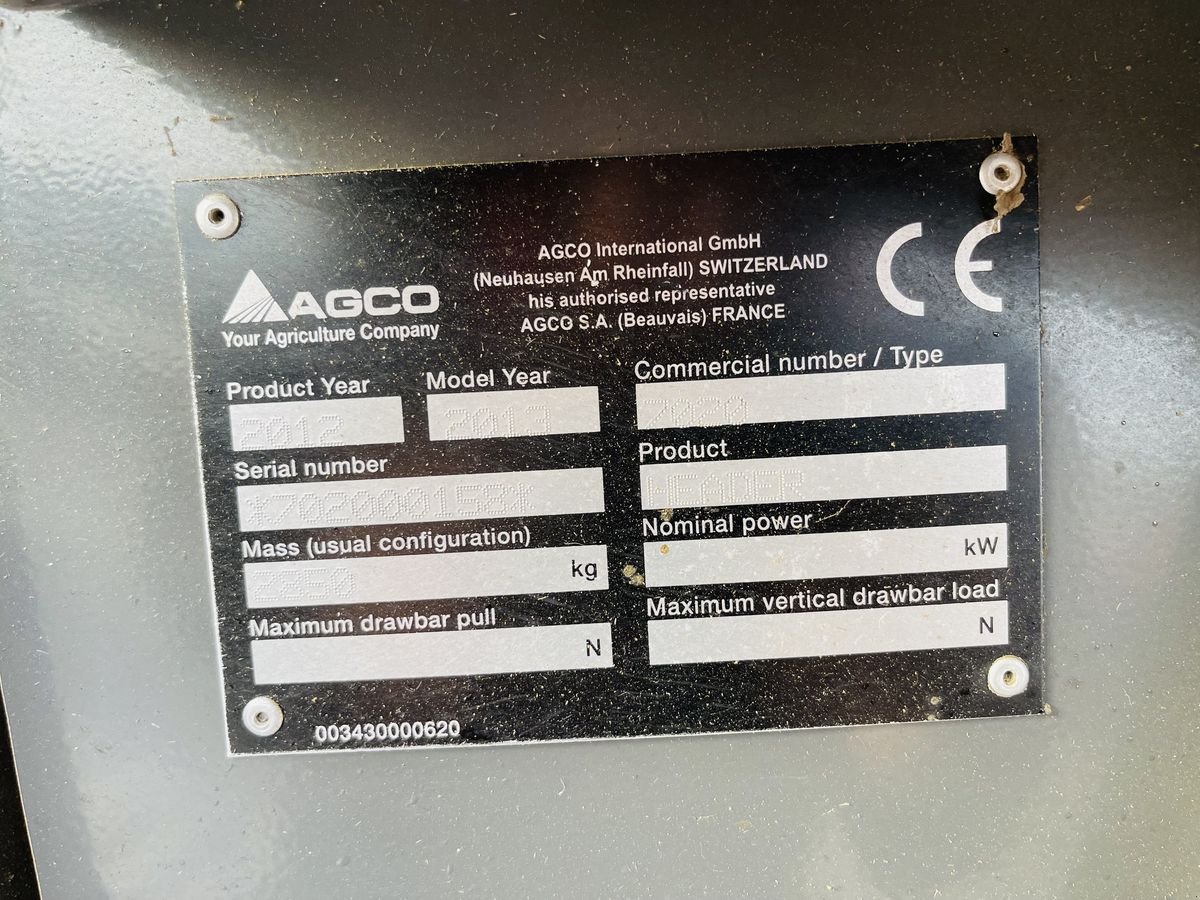 AGCO
Your Agriculture Company
AGCO International GmbH
(Neuhausen Am Rheinfall) SWITZERLAND
his authorised representative
AGCO S.A. (Beauvais) FRANCE
CE
Product Year
2012
Model Year
2013
Commercial number / Type
7020
Serial number
*7020000158*
Product
HEADER
Mass (usual configuration)
2250 kg
Nominal power
kW
Maximum drawbar pull
N
Maximum vertical drawbar load
N
003430000620